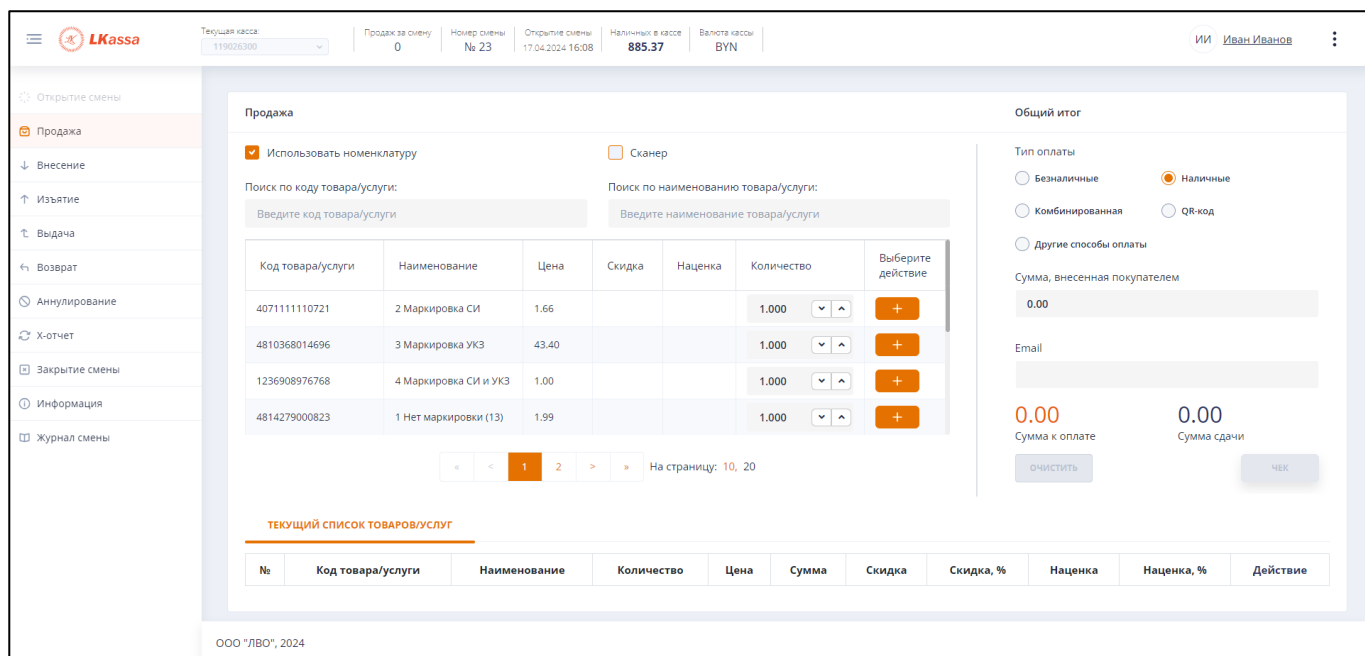 LKassa
Текущая касса:
119026300
Продаж за смену
0
Номер смены
№ 23
Открытие смены
17.04.2024 16:08
Наличных в кассе
885.37
Валюта кассы
BYN
ИИ Иван Иванов
Открытие смены
Продажа
Внесение
Изъятие
Выдача
Возврат
Аннулирование
X-отчет
Закрытие смены
Информация
Журнал смены
Продажа
Использовать номенклатуру
Сканер
Поиск по коду товара/услуги:
Поиск по наименованию товара/услуги:
Введите код товара/услуги
Введите наименование товара/услуги
Код товара/услуги Наименование Цена Скидка Наценка Количество Выберите действие
4071111110721 2 Маркировка СИ 1.66 1.000 +
4810368014696 3 Маркировка УКЗ 43.40 1.000 +
1236908976768 4 Маркировка СИ и УКЗ 1.00 1.000 +
4814279000823 1 Нет маркировки (13) 1.99 1.000 +
« < 1 2 > » На страницу: 10, 20
Общий итог
Тип оплаты
Безналичные Наличные
Комбинированная QR-код
Другие способы оплаты
Сумма, внесенная покупателем
0.00
Email
0.00 0.00
Сумма к оплате Сумма сдачи
ОЧИСТИТЬ ЧЕК
ТЕКУЩИЙ СПИСОК ТОВАРОВ/УСЛУГ
№ Код товара/услуги Наименование Количество Цена Сумма Скидка Скидка, % Наценка Наценка, % Действие
ООО "ЛВО", 2024